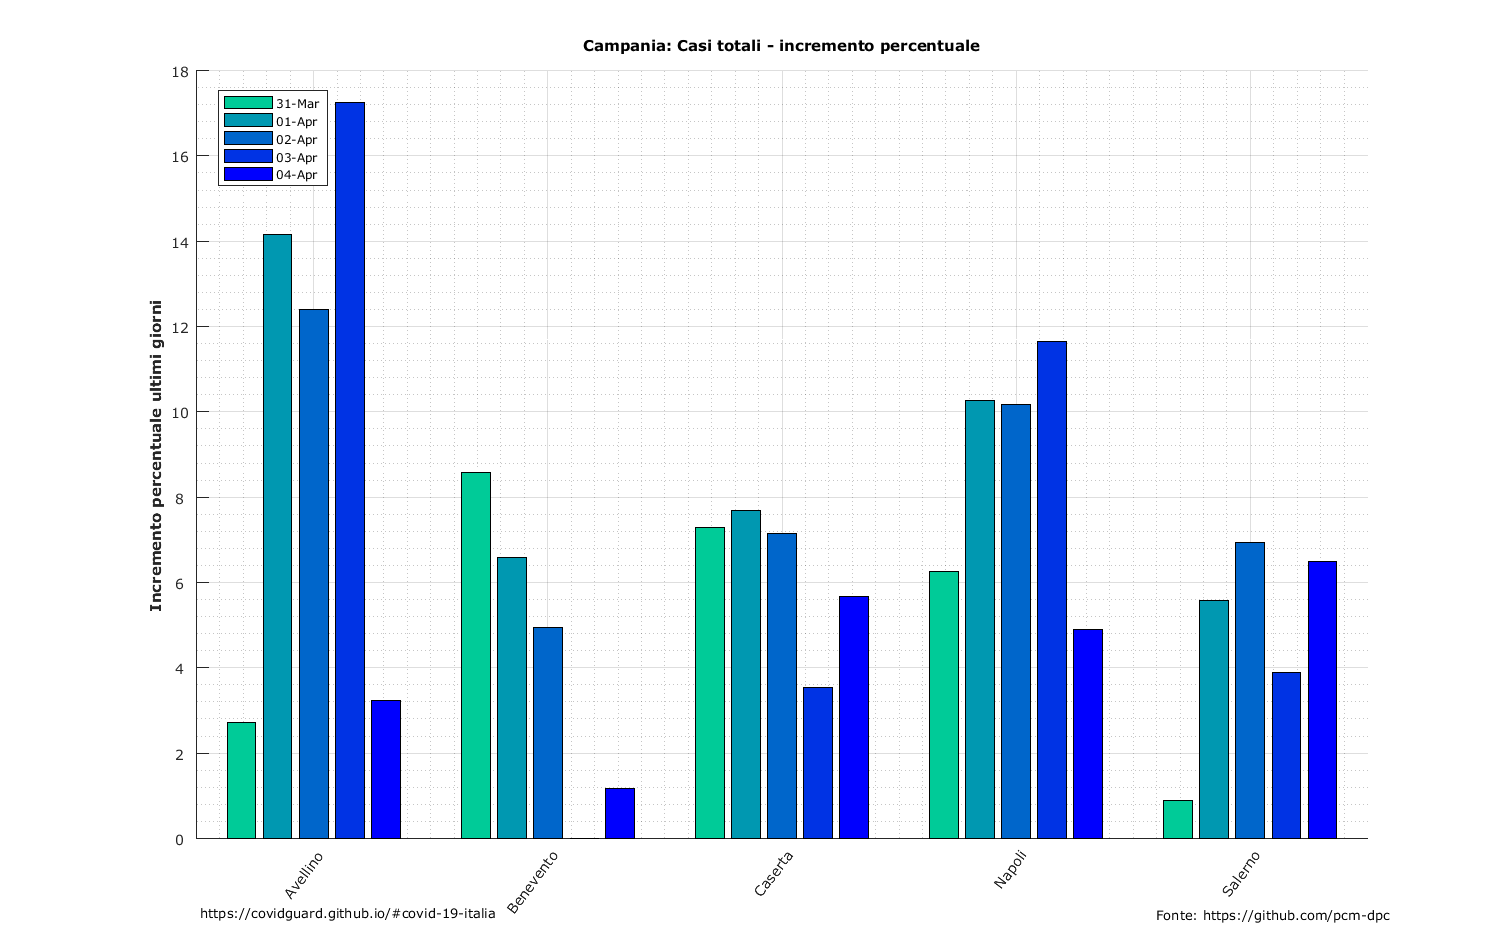 Campania: Casi totali - incremento percentuale
Incremento percentuale ultimi giorni
18
16
14
12
10
8
6
4
2
0
31-Mar
01-Apr
02-Apr
03-Apr
04-Apr
Avellino
Benevento
Caserta
Napoli
Salerno
https://covidguard.github.io/#covid-19-italia
Fonte: https://github.com/pcm-dpc